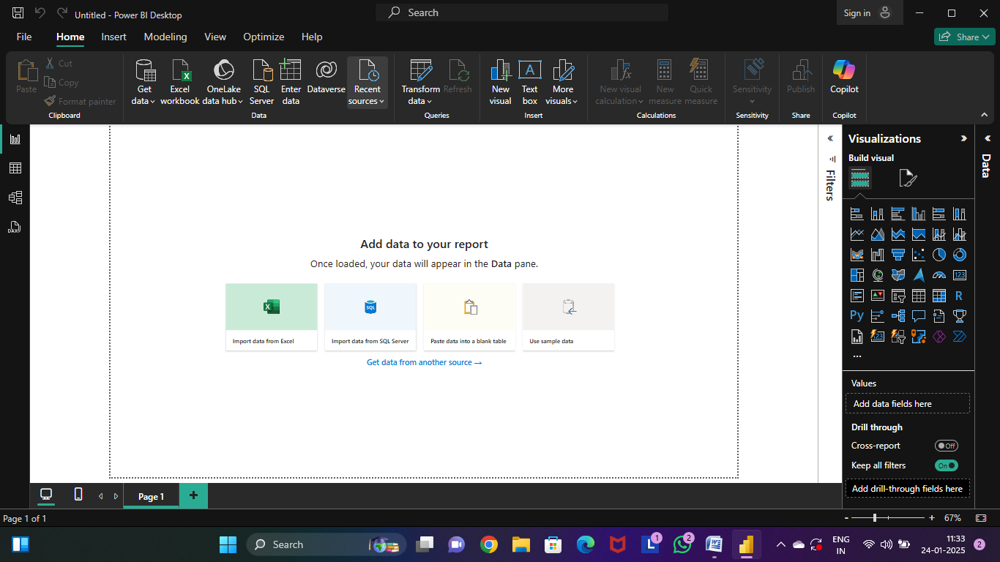 Untitled - Power BI Desktop
Search
Sign in
File Home Insert Modeling View Optimize Help
Share
Paste
Cut
Copy
Format painter
Clipboard
Get data
Excel workbook
OneLake data hub
SQL Server
Enter data
Dataverse
Recent sources
Data
Transform data
Refresh
Queries
New visual
Text box
More visuals
Insert
New visual calculation
New measure
Quick measure
Calculations
Sensitivity
Sensitivity
Publish
Share
Copilot
Copilot
DAX
Add data to your report
Once loaded, your data will appear in the Data pane.
SQL
Import data from Excel
Import data from SQL Server
Paste data into a blank table
Use sample data
Get data from another source →
Filters
Visualizations
Build visual
123
R
Py
123
...
Values
Add data fields here
Drill through
Cross-report
Off
Keep all filters
On
Add drill-through fields here
Data
Page 1
+
Page 1 of 1
- + 67%
Search
L
1
2
W
ENG
IN
11:33
24-01-2025
2